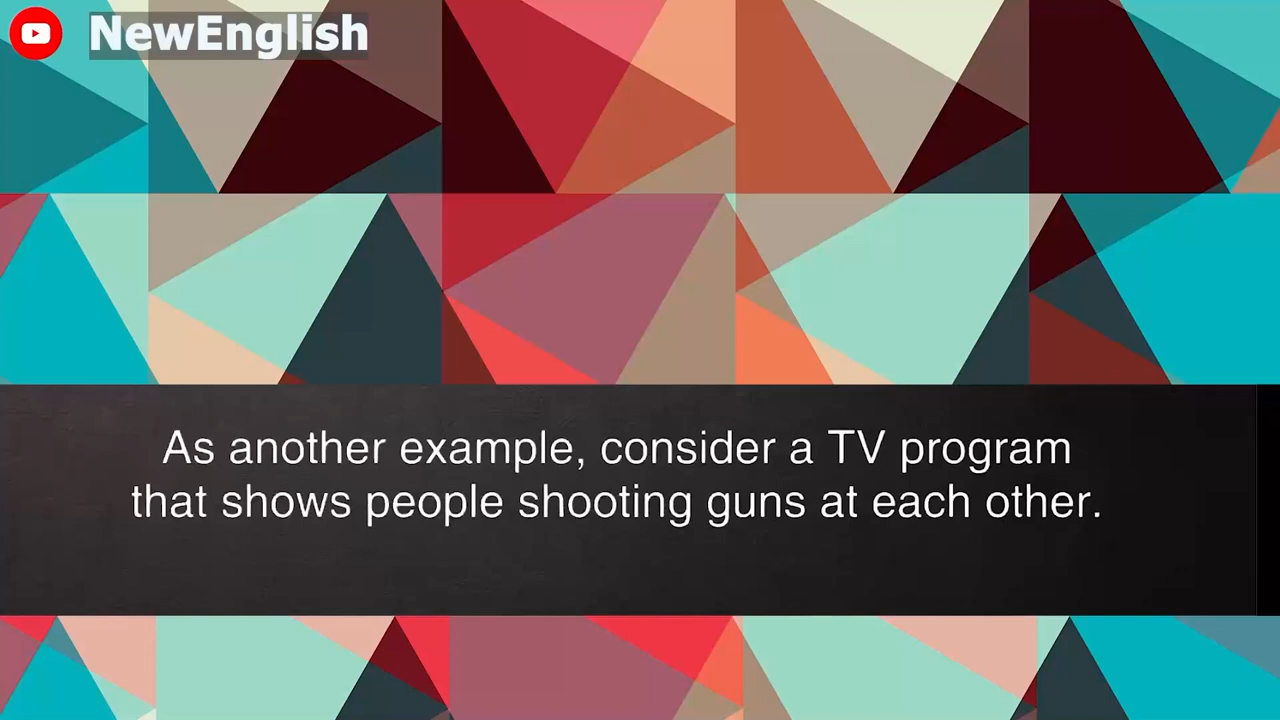 NewEnglish
As another example, consider a TV program
that shows people shooting guns at each other.